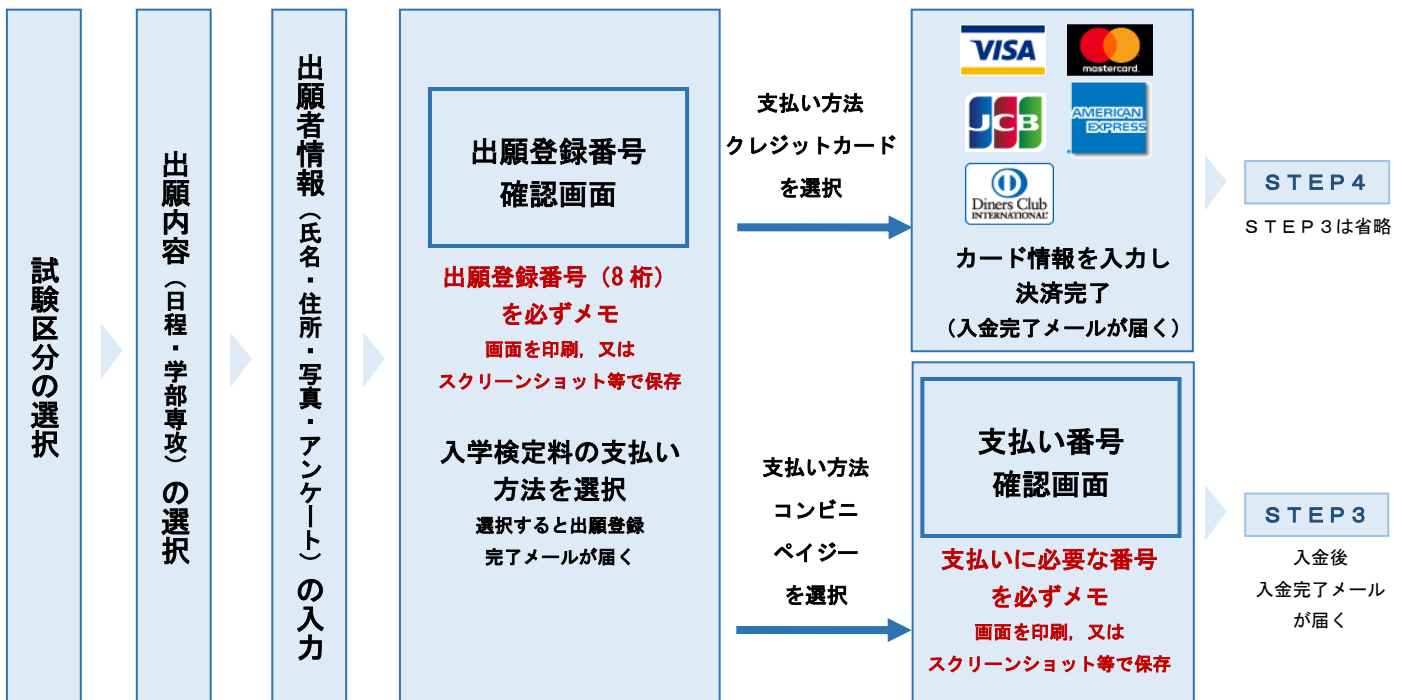 試験区分の選択
出願内容（日程・学部専攻）の選択
出願者情報（氏名・住所・写真・アンケート）の入力
出願登録番号
確認画面
出願登録番号（8 桁）
を必ずメモ
画面を印刷，又は
スクリーンショット等で保存
入学検定料の支払い
方法を選択
選択すると出願登録
完了メールが届く
支払い方法
クレジットカード
を選択
VISA
mastercard.
JCB
AMERICAN
EXPRESS
Diners Club
INTERNATIONAL
カード情報を入力し
決済完了
（入金完了メールが届く）
ＳＴＥＰ４
ＳＴＥＰ３は省略
支払い方法
コンビニ
ペイジー
を選択
支払い番号
確認画面
支払いに必要な番号
を必ずメモ
画面を印刷，又は
スクリーンショット等で保存
ＳＴＥＰ３
入金後
入金完了メール
が届く